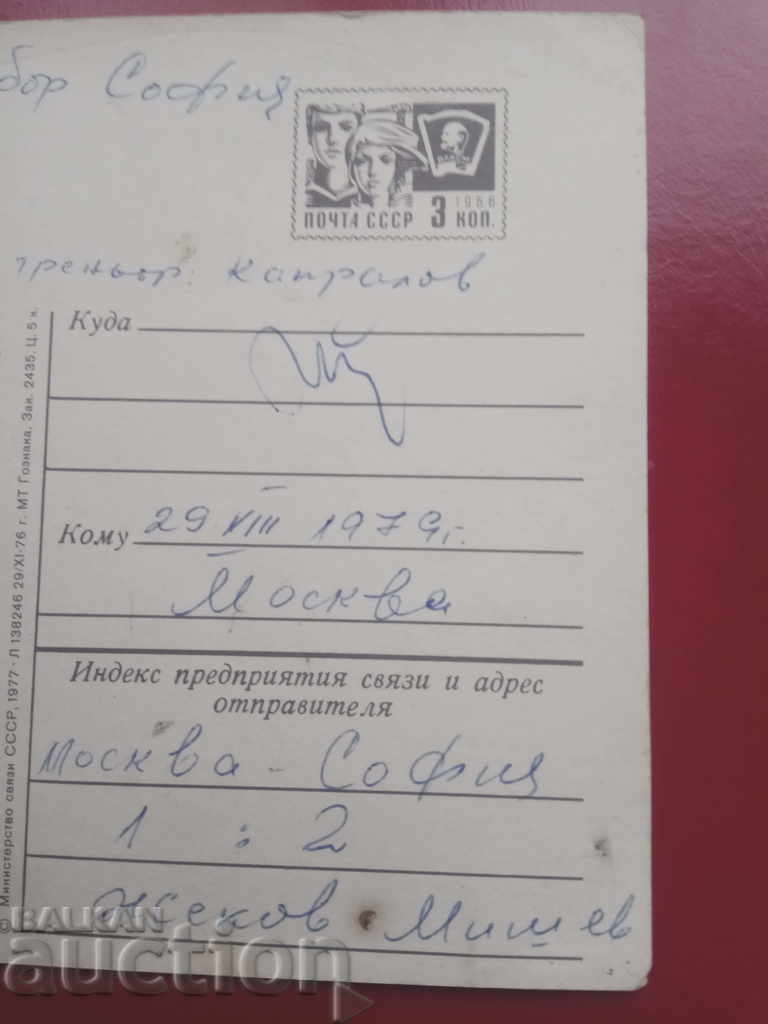 бор София
ВЛКСМ
1966
ПОЧТА СССР 3 КОП.
треньор: Капралов
Куда
Кому 29 VIII 1979 г.
Москва
Индекс предприятия связи и адрес
отправителя
Москва - София
1 : 2
Жеков Мишев
© Министерство связи СССР, 1977 · Л 138246 29/XI-76 г. МТ Гознака. Зак. 2435. Ц. 5 к.
BALKAN
auction